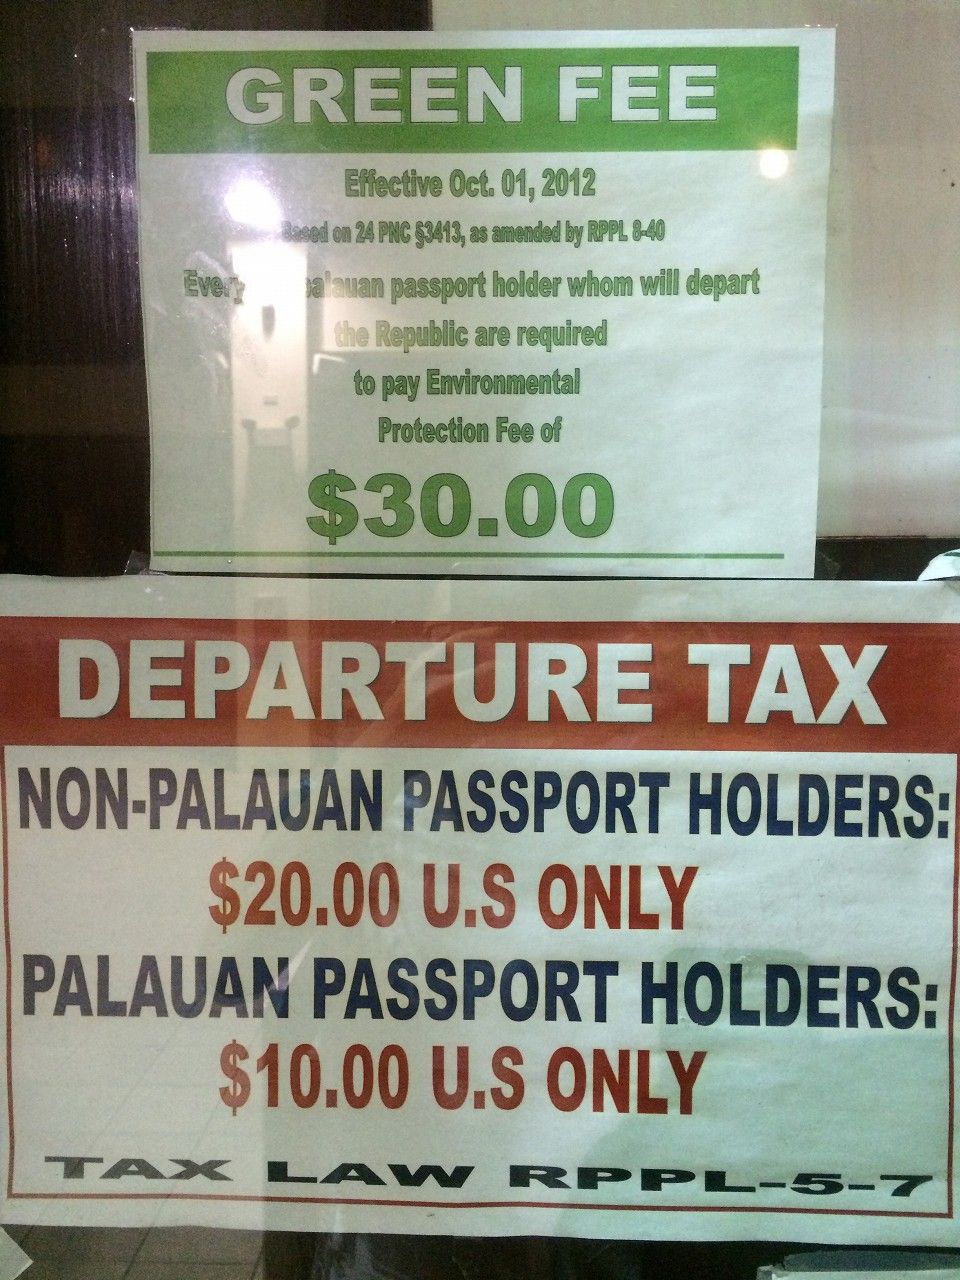 GREEN FEE
Effective Oct. 01, 2012
Based on 24 PNC §3413, as amended by RPPL 8-40
Every palauan passport holder whom will depart
the Republic are required
to pay Environmental
Protection Fee of
$30.00
DEPARTURE TAX
NON-PALAUAN PASSPORT HOLDERS:
$20.00 U.S ONLY
PALAUAN PASSPORT HOLDERS:
$10.00 U.S ONLY
TAX LAW RPPL-5-7